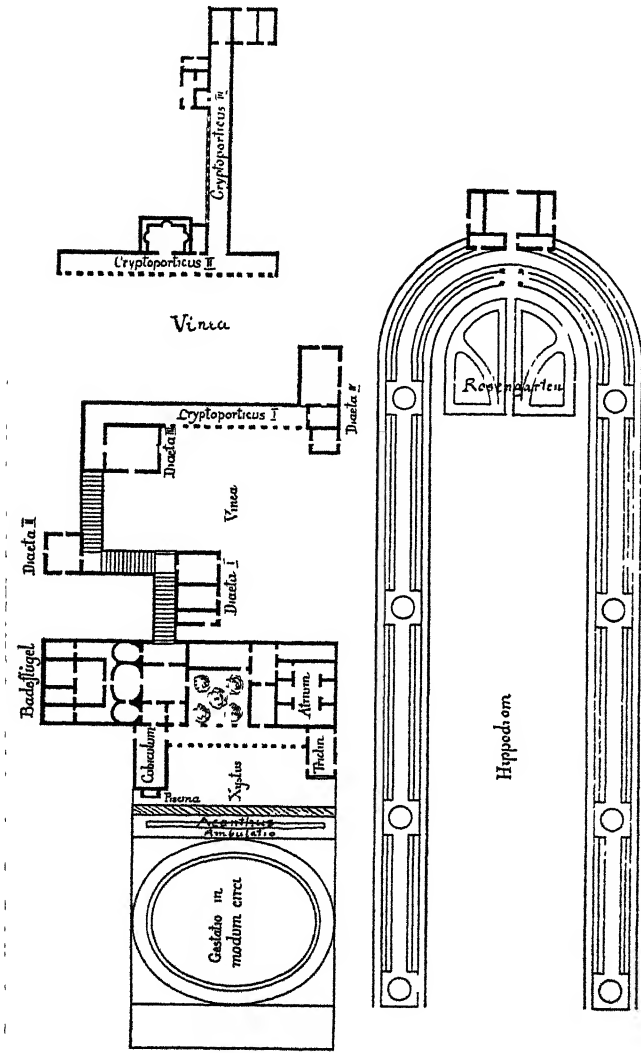 Cryptoporticus IV
Cryptoporticus III
Vinea
Cryptoporticus I
Diaeta IV
Diaeta III
Vinea
Diaeta II
Diaeta I
Badeflügel
Atrium
Cubiculum
Triclin
Xystus
Piscina
Acanthus
Ambulatio
Gestatio in
modum circi
Rosengarten
Hippodrom